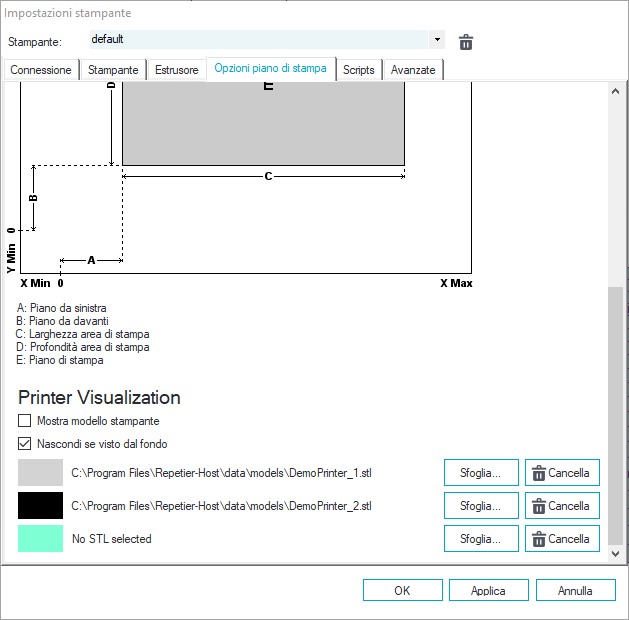 Impostazioni stampante
Stampante: default
Connessione Stampante Estrusore Opzioni piano di stampa Scripts Avanzate
D
C
B
0
A
Y Min
X Min 0 X Max
A: Piano da sinistra
B: Piano da davanti
C: Larghezza area di stampa
D: Profondità area di stampa
E: Piano di stampa
Printer Visualization
Mostra modello stampante
Nascondi se visto dal fondo
C:\Program Files\Repetier-Host\data\models\DemoPrinter_1.stl Sfoglia... Cancella
C:\Program Files\Repetier-Host\data\models\DemoPrinter_2.stl Sfoglia... Cancella
No STL selected Sfoglia... Cancella
OK Applica Annulla